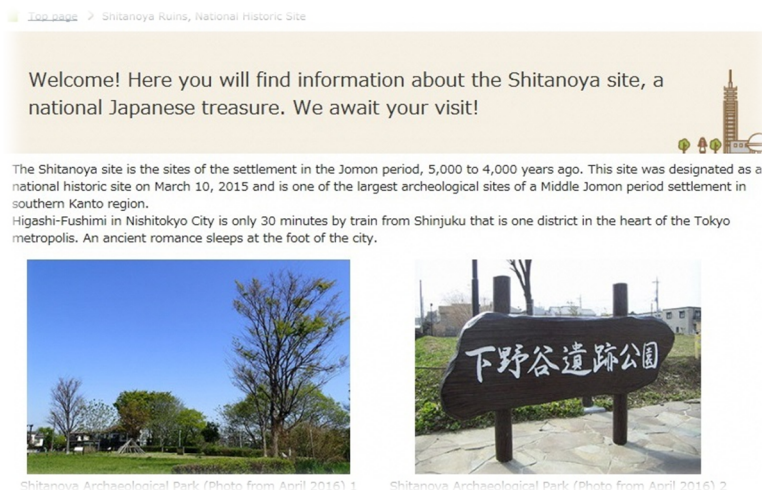 Top page > Shitanoya Ruins, National Historic Site
Welcome! Here you will find information about the Shitanoya site, a
national Japanese treasure. We await your visit!
The Shitanoya site is the sites of the settlement in the Jomon period, 5,000 to 4,000 years ago. This site was designated as a
national historic site on March 10, 2015 and is one of the largest archeological sites of a Middle Jomon period settlement in
southern Kanto region.
Higashi-Fushimi in Nishitokyo City is only 30 minutes by train from Shinjuku that is one district in the heart of the Tokyo
metropolis. An ancient romance sleeps at the foot of the city.
下野谷遺跡公園
Shitanoya Archaeological Park (Photo from April 2016) 1
Shitanoya Archaeological Park (Photo from April 2016) 2